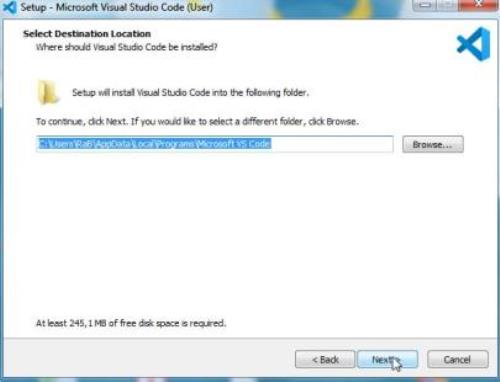 Setup - Microsoft Visual Studio Code (User)
Select Destination Location
Where should Visual Studio Code be installed?
Setup will install Visual Studio Code into the following folder.
To continue, click Next. If you would like to select a different folder, click Browse.
C:\Users\RaB\AppData\Local\Programs\Microsoft VS Code
Browse...
At least 245,1 MB of free disk space is required.
< Back
Next >
Cancel